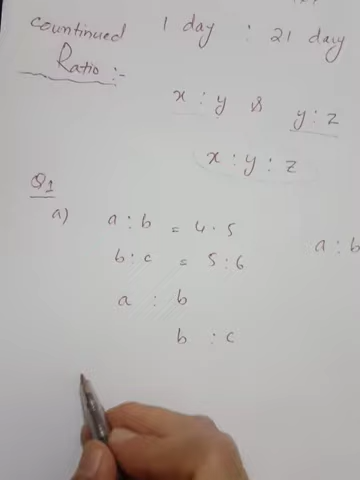 Countinued 1 day : 21 day
Ratio :-
x : y & y : z
x : y : z
Q1
a) a : b = 4 . 5
b : c = 5 : 6
a : b
a : b
b : c